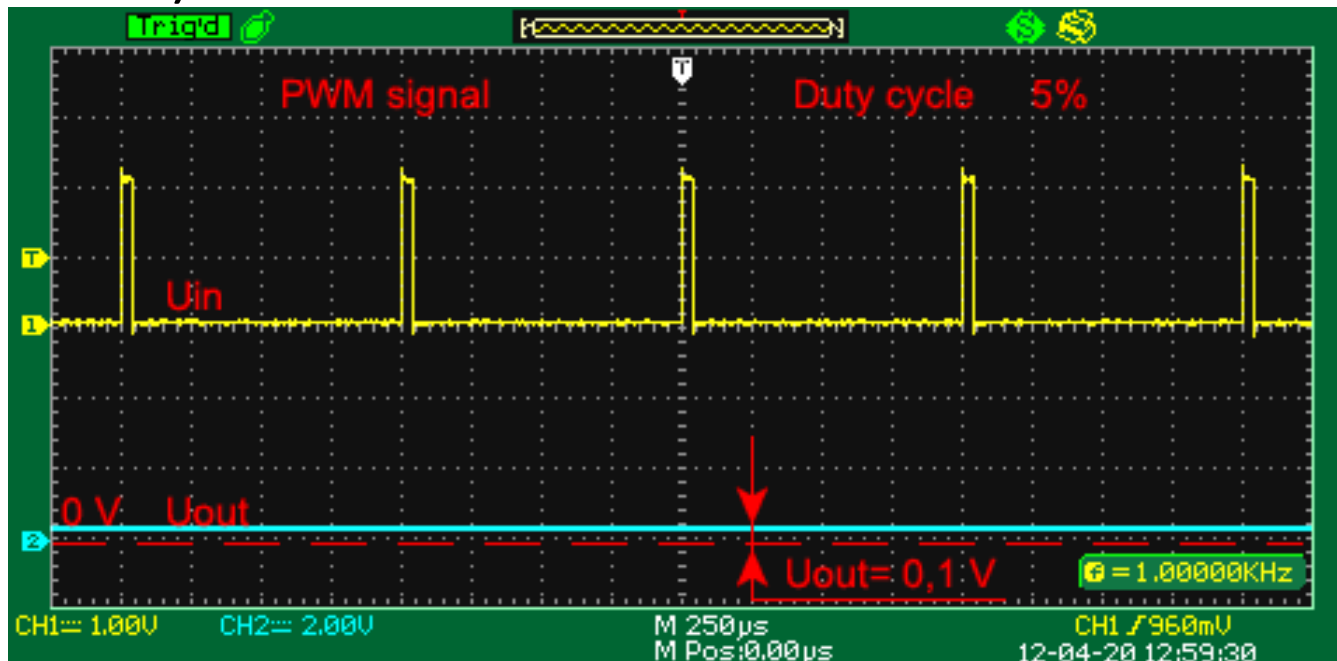 Trig'd
T
PWM signal Duty cycle 5%
T
Uin
1
0 V Uout
2
Uout= 0,1 V
f = 1.00000KHz
CH1 1.00V CH2 2.00V M 250µs CH1 960mV
M Pos:0.00µs 12-04-20 12:59:30